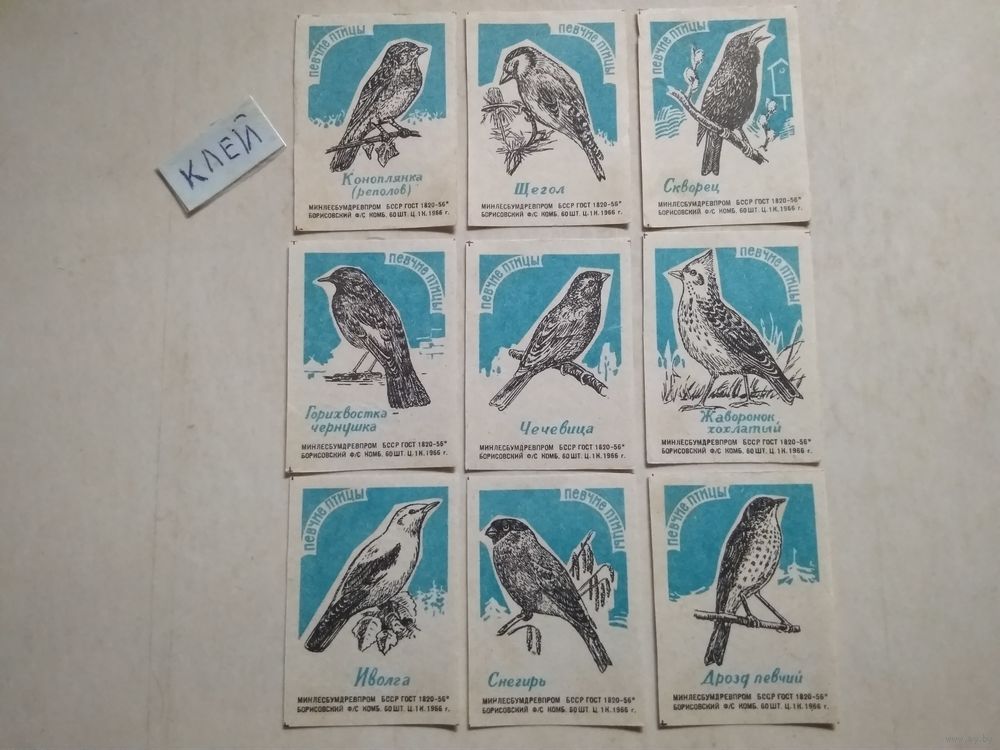 КЛЕЙ
ПЕВЧИЕ ПТИЦЫ
Коноплянка
(реполов)
МИНЛЕСБУМДРЕВПРОМ БССР ГОСТ 1820-56*
БОРИСОВСКИЙ Ф/С КОМБ. 60 ШТ. Ц. 1 К. 1966 г.
ПЕВЧИЕ ПТИЦЫ
Щегол
МИНЛЕСБУМДРЕВПРОМ БССР ГОСТ 1820-56*
БОРИСОВСКИЙ Ф/С КОМБ. 60 ШТ. Ц. 1 К. 1966 г.
ПЕВЧИЕ ПТИЦЫ
Скворец
МИНЛЕСБУМДРЕВПРОМ БССР ГОСТ 1820-56*
БОРИСОВСКИЙ Ф/С КОМБ. 60 ШТ. Ц. 1 К. 1966 г.
ПЕВЧИЕ ПТИЦЫ
Горихвостка -
чернушка
МИНЛЕСБУМДРЕВПРОМ БССР ГОСТ 1820-56*
БОРИСОВСКИЙ Ф/С КОМБ. 60 ШТ. Ц. 1 К. 1966 г.
ПЕВЧИЕ ПТИЦЫ
Чечевица
МИНЛЕСБУМДРЕВПРОМ БССР ГОСТ 1820-56*
БОРИСОВСКИЙ Ф/С КОМБ. 60 ШТ. Ц. 1 К. 1966 г.
ПЕВЧИЕ ПТИЦЫ
Жаворонок
хохлатый
МИНЛЕСБУМДРЕВПРОМ БССР ГОСТ 1820-56*
БОРИСОВСКИЙ Ф/С КОМБ. 60 ШТ. Ц. 1 К. 1966 г.
ПЕВЧИЕ ПТИЦЫ
Иволга
МИНЛЕСБУМДРЕВПРОМ БССР ГОСТ 1820-56*
БОРИСОВСКИЙ Ф/С КОМБ. 60 ШТ. Ц. 1 К. 1966 г.
ПЕВЧИЕ ПТИЦЫ
Снегирь
МИНЛЕСБУМДРЕВПРОМ БССР ГОСТ 1820-56*
БОРИСОВСКИЙ Ф/С КОМБ. 60 ШТ. Ц. 1 К. 1966 г.
ПЕВЧИЕ ПТИЦЫ
Дрозд певчий
МИНЛЕСБУМДРЕВПРОМ БССР ГОСТ 1820-56*
БОРИСОВСКИЙ Ф/С КОМБ. 60 ШТ. Ц. 1 К. 1966 г.